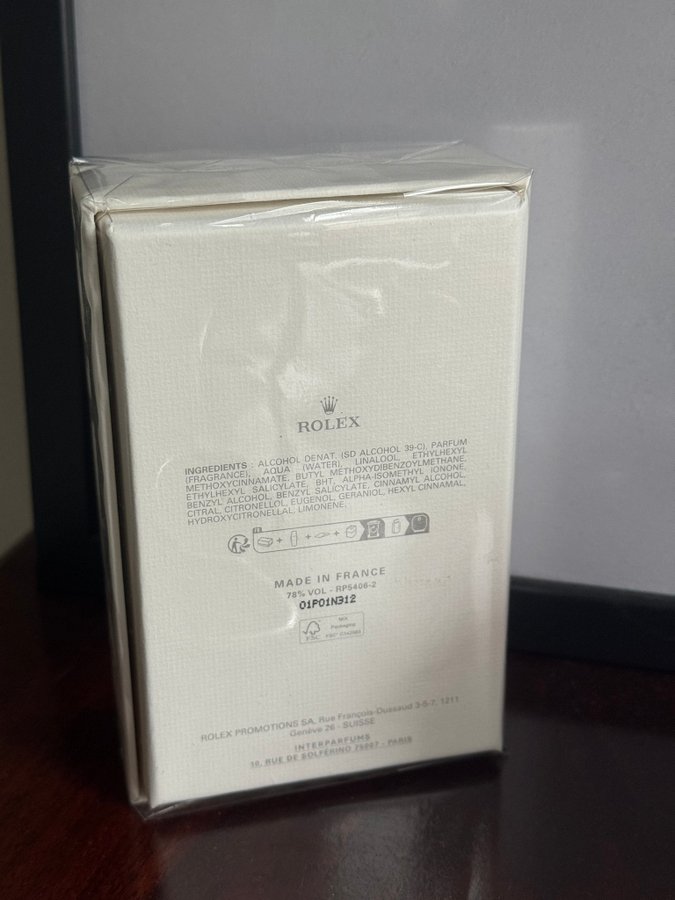 ROLEX
INGREDIENTS : ALCOHOL DENAT. (SD ALCOHOL 39-C), PARFUM
(FRAGRANCE), AQUA (WATER), LINALOOL, ETHYLHEXYL
METHOXYCINNAMATE, BUTYL METHOXYDIBENZOYLMETHANE,
ETHYLHEXYL SALICYLATE, BHT, ALPHA-ISOMETHYL IONONE,
BENZYL ALCOHOL, BENZYL SALICYLATE, CINNAMYL ALCOHOL,
CITRAL, CITRONELLOL, EUGENOL, GERANIOL, HEXYL CINNAMAL,
HYDROXYCITRONELLAL, LIMONENE.
FR
MADE IN FRANCE
78% VOL - RP5406-2
01P01N312
MIX
Packaging
FSC
ROLEX PROMOTIONS SA, Rue François-Dussaud 3-5-7, 1211
Genève 26 - SUISSE
INTERPARFUMS
10, RUE DE SOLFÉRINO 75007 - PARIS